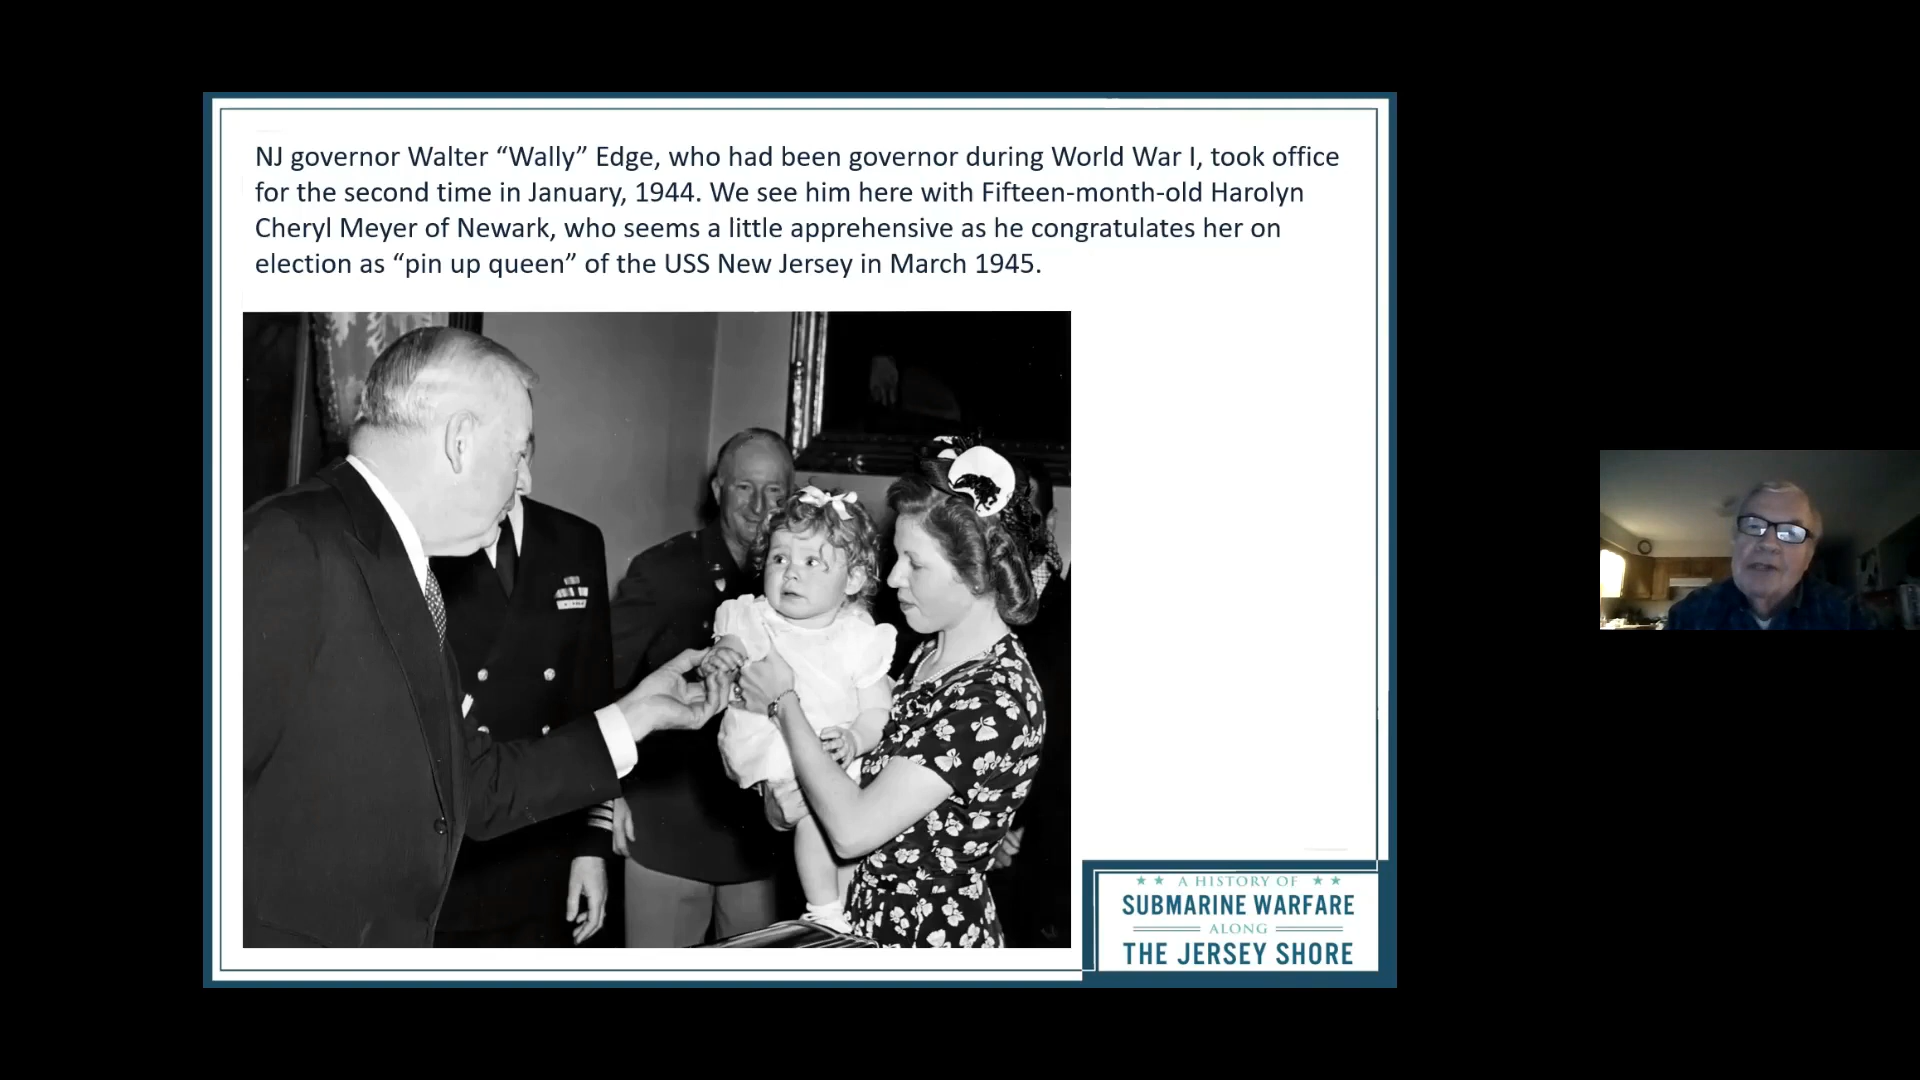 NJ governor Walter “Wally” Edge, who had been governor during World War I, took office
for the second time in January, 1944. We see him here with Fifteen-month-old Harolyn
Cheryl Meyer of Newark, who seems a little apprehensive as he congratulates her on
election as “pin up queen” of the USS New Jersey in March 1945.
A HISTORY OF
SUBMARINE WARFARE
ALONG
THE JERSEY SHORE